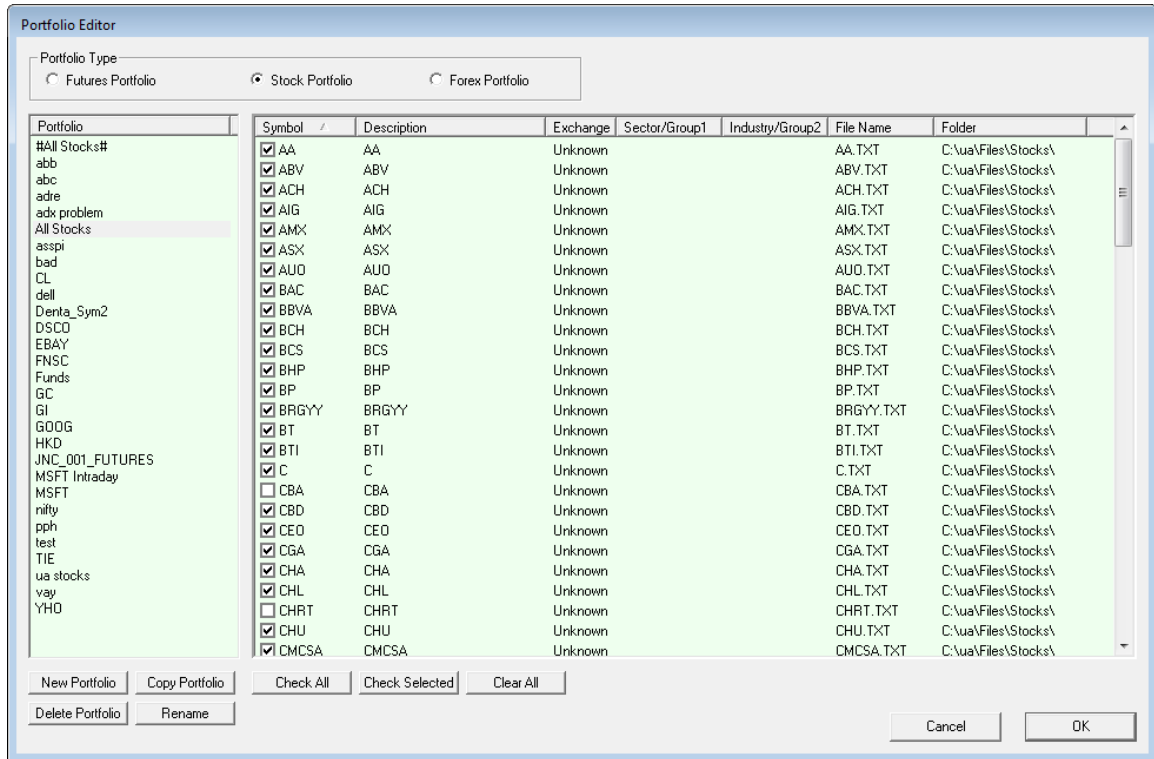 Portfolio Editor
Portfolio Type
Futures Portfolio Stock Portfolio Forex Portfolio
Portfolio
#All Stocks#
abb
abc
adre
adx problem
All Stocks
asspi
bad
CL
dell
Denta_Sym2
DSCO
EBAY
FNSC
Funds
GC
GI
GOOG
HKD
JNC_001_FUTURES
MSFT Intraday
MSFT
nifty
pph
test
TIE
ua stocks
vay
YHO
Symbol Description Exchange Sector/Group1 Industry/Group2 File Name Folder
AA AA Unknown AA.TXT C:\ua\Files\Stocks\
ABV ABV Unknown ABV.TXT C:\ua\Files\Stocks\
ACH ACH Unknown ACH.TXT C:\ua\Files\Stocks\
AIG AIG Unknown AIG.TXT C:\ua\Files\Stocks\
AMX AMX Unknown AMX.TXT C:\ua\Files\Stocks\
ASX ASX Unknown ASX.TXT C:\ua\Files\Stocks\
AUO AUO Unknown AUO.TXT C:\ua\Files\Stocks\
BAC BAC Unknown BAC.TXT C:\ua\Files\Stocks\
BBVA BBVA Unknown BBVA.TXT C:\ua\Files\Stocks\
BCH BCH Unknown BCH.TXT C:\ua\Files\Stocks\
BCS BCS Unknown BCS.TXT C:\ua\Files\Stocks\
BHP BHP Unknown BHP.TXT C:\ua\Files\Stocks\
BP BP Unknown BP.TXT C:\ua\Files\Stocks\
BRGYY BRGYY Unknown BRGYY.TXT C:\ua\Files\Stocks\
BT BT Unknown BT.TXT C:\ua\Files\Stocks\
BTI BTI Unknown BTI.TXT C:\ua\Files\Stocks\
C C Unknown C.TXT C:\ua\Files\Stocks\
CBA CBA Unknown CBA.TXT C:\ua\Files\Stocks\
CBD CBD Unknown CBD.TXT C:\ua\Files\Stocks\
CEO CEO Unknown CEO.TXT C:\ua\Files\Stocks\
CGA CGA Unknown CGA.TXT C:\ua\Files\Stocks\
CHA CHA Unknown CHA.TXT C:\ua\Files\Stocks\
CHL CHL Unknown CHL.TXT C:\ua\Files\Stocks\
CHRT CHRT Unknown CHRT.TXT C:\ua\Files\Stocks\
CHU CHU Unknown CHU.TXT C:\ua\Files\Stocks\
CMCSA CMCSA Unknown CMCSA.TXT C:\ua\Files\Stocks\
New Portfolio Copy Portfolio Check All Check Selected Clear All
Delete Portfolio Rename
Cancel OK